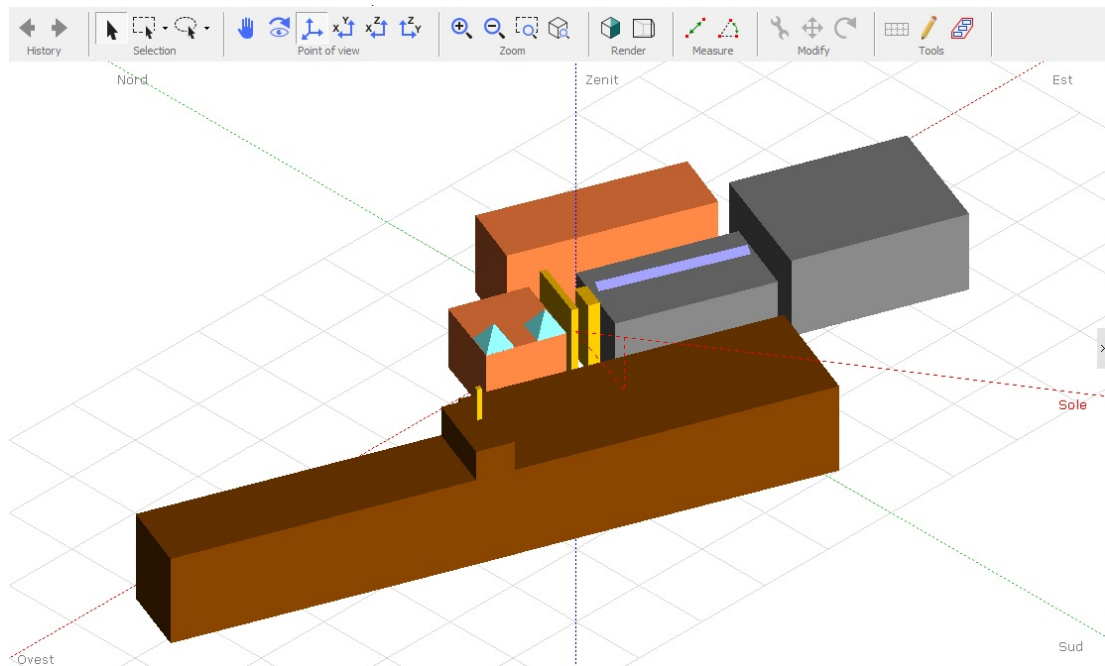 History
Selection
Point of view
Zoom
Render
Measure
Modify
Tools
X Y
X Z
Z Y
Nord
Zenit
Est
Sole
Sud
Ovest